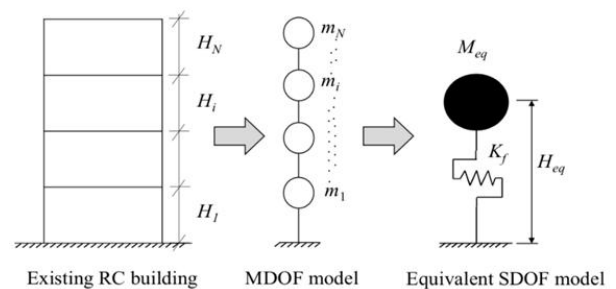 H_N
H_i
H_1
m_N
m_i
m_1
M_eq
K_f
H_eq
Existing RC building
MDOF model
Equivalent SDOF model